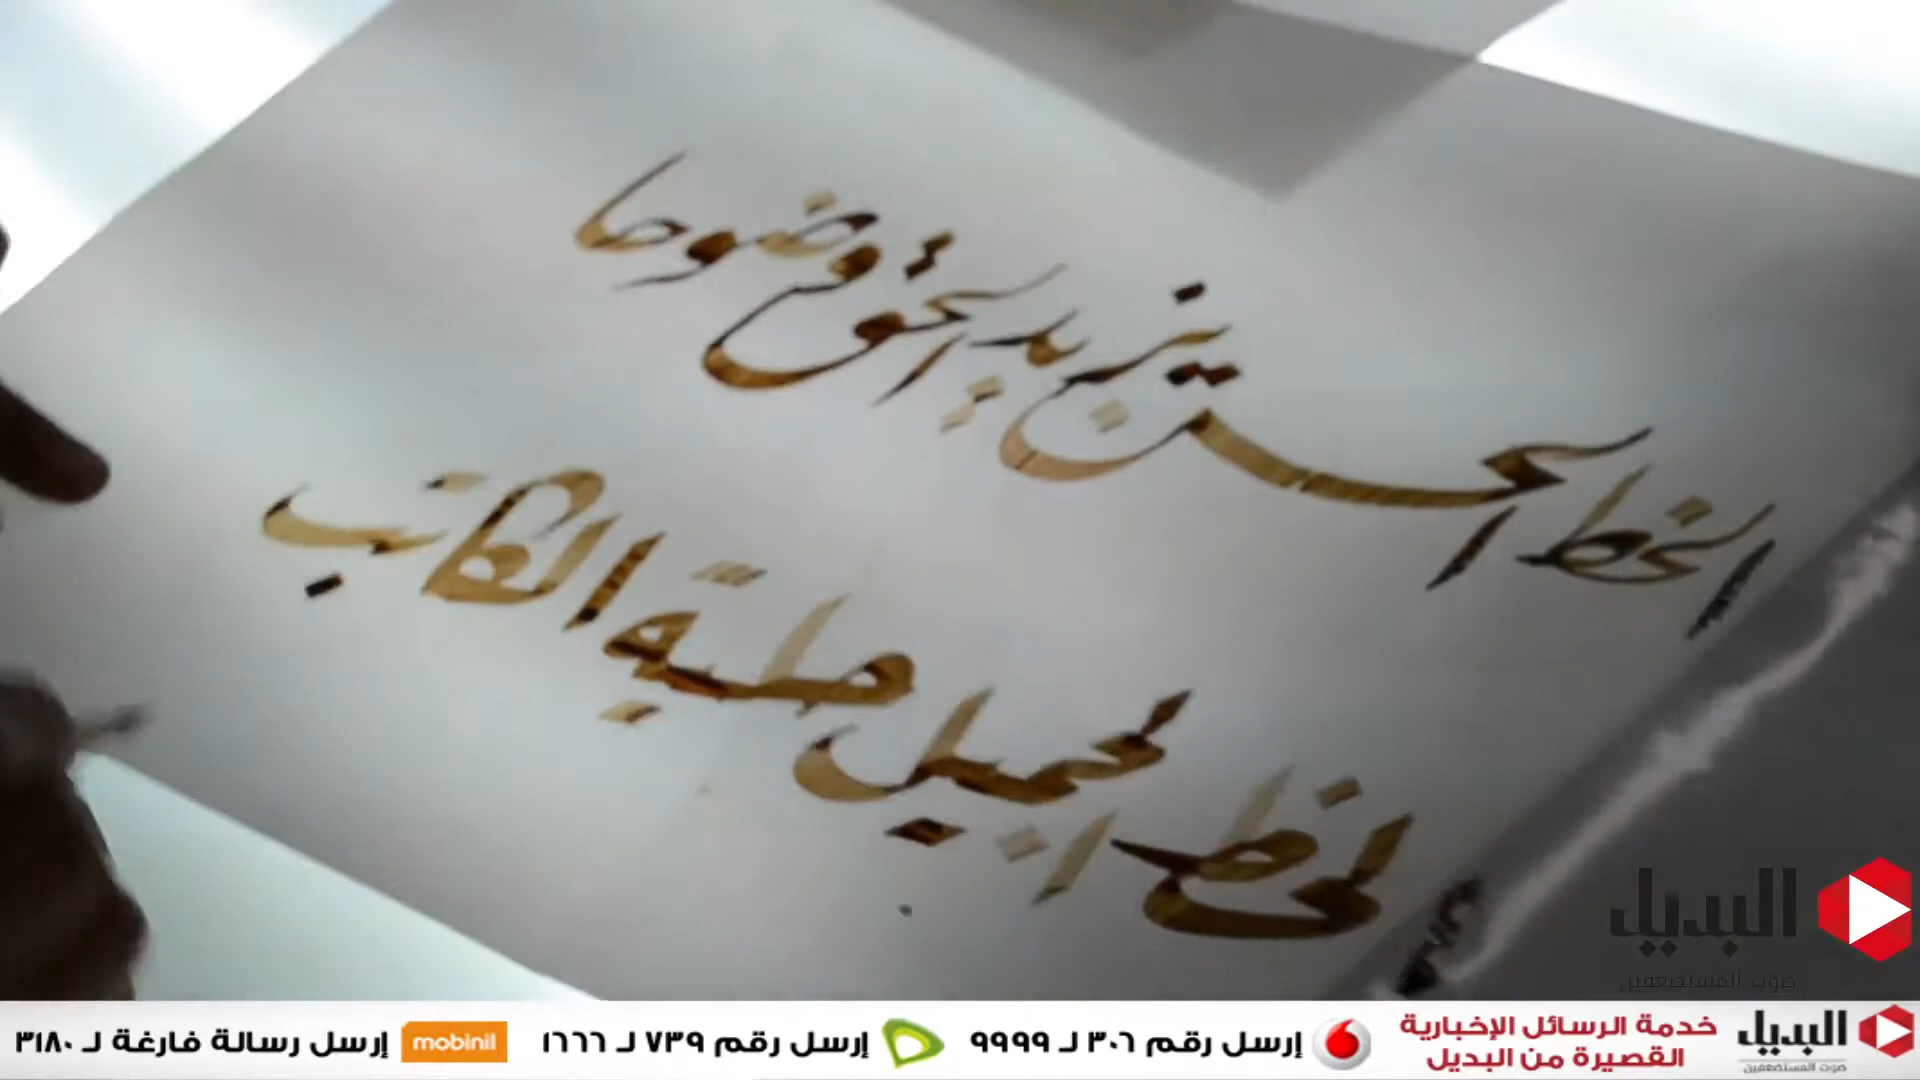 الخط الحسن يزيد الحق وضوحا
الخط الجميل حلية الكاتب
البديل
صوت المستضعفين
البديل
صوت المستضعفين
خدمة الرسائل الإخبارية
القصيرة من البديل
إرسل رقم ٣٠٦ لـ ٩٩٩٩
إرسل رقم ٧٣٩ لـ ١٦٦٦
mobinil
إرسل رسالة فارغة لـ ٣١٨٠